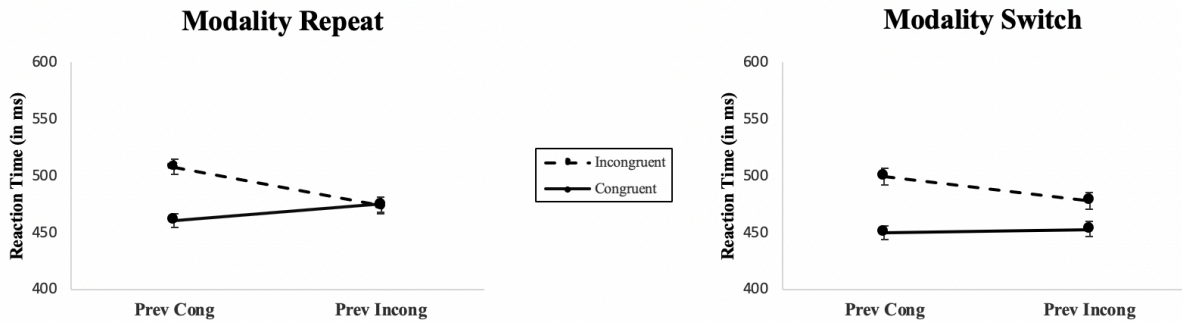 Modality Repeat
600
550
500
450
400
Reaction Time (in ms)
Prev Cong
Prev Incong
Incongruent
Congruent
Modality Switch
600
550
500
450
400
Reaction Time (in ms)
Prev Cong
Prev Incong